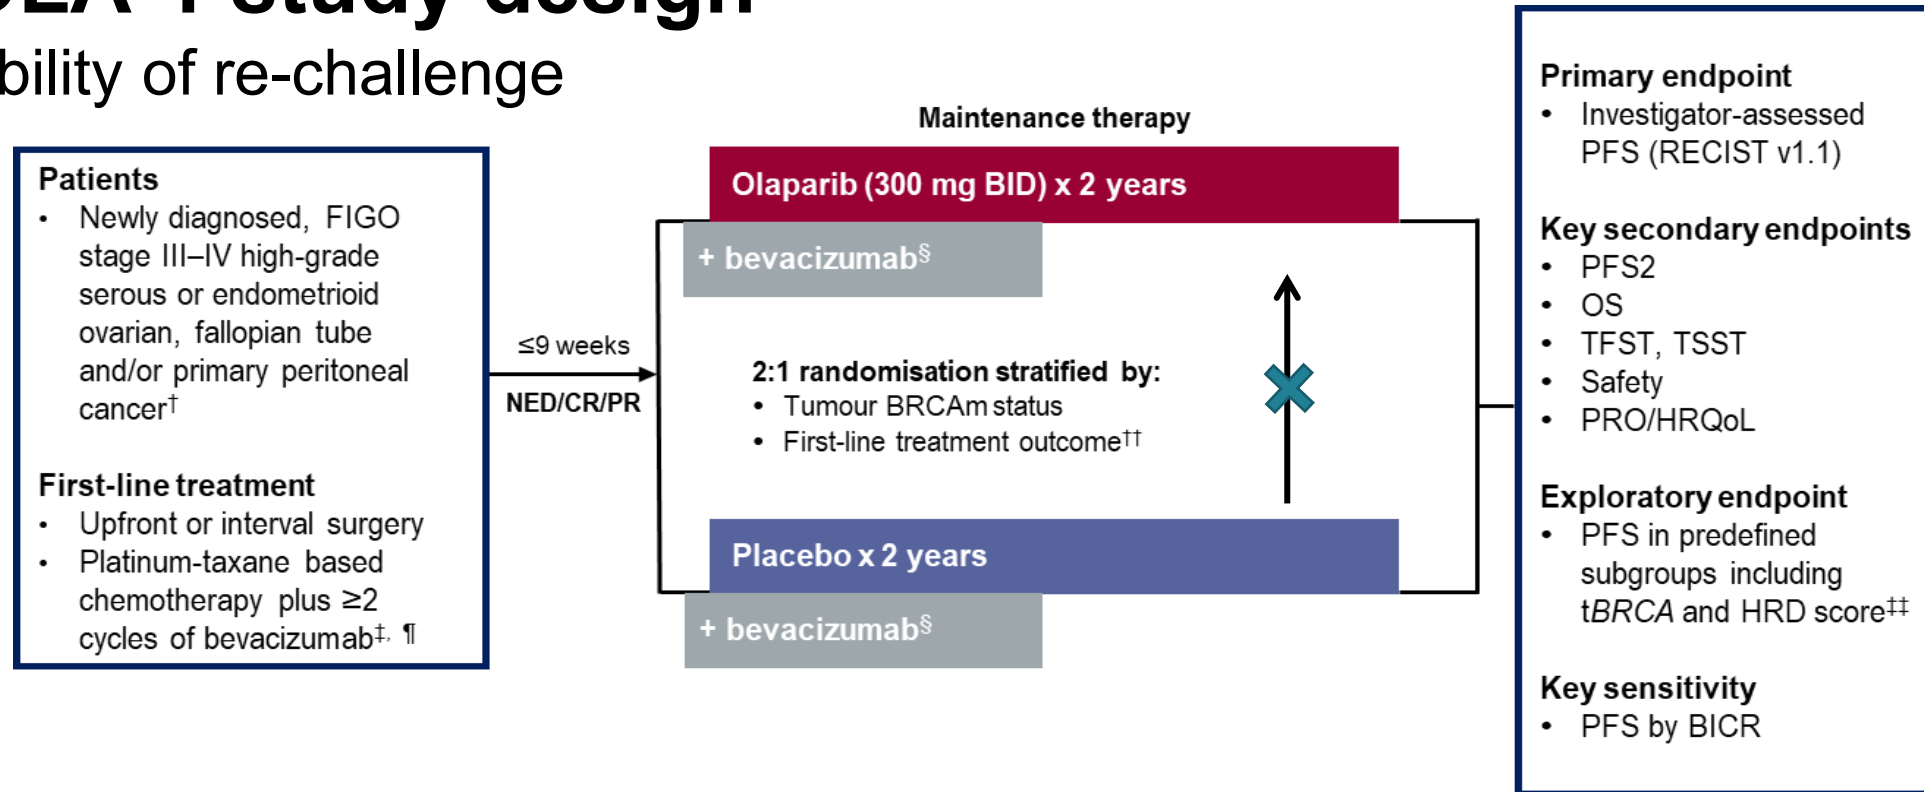 study design
bility of re-challenge
Maintenance therapy
Patients
• Newly diagnosed, FIGO
stage III–IV high-grade
serous or endometrioid
ovarian, fallopian tube
and/or primary peritoneal
cancer†
First-line treatment
• Upfront or interval surgery
• Platinum-taxane based
chemotherapy plus ≥2
cycles of bevacizumab‡, ¶
≤9 weeks
NED/CR/PR
Olaparib (300 mg BID) x 2 years
+ bevacizumab§
2:1 randomisation stratified by:
• Tumour BRCAm status
• First-line treatment outcome††
Placebo x 2 years
+ bevacizumab§
Primary endpoint
• Investigator-assessed
PFS (RECIST v1.1)
Key secondary endpoints
• PFS2
• OS
• TFST, TSST
• Safety
• PRO/HRQoL
Exploratory endpoint
• PFS in predefined
subgroups including
tBRCA and HRD score‡‡
Key sensitivity
• PFS by BICR